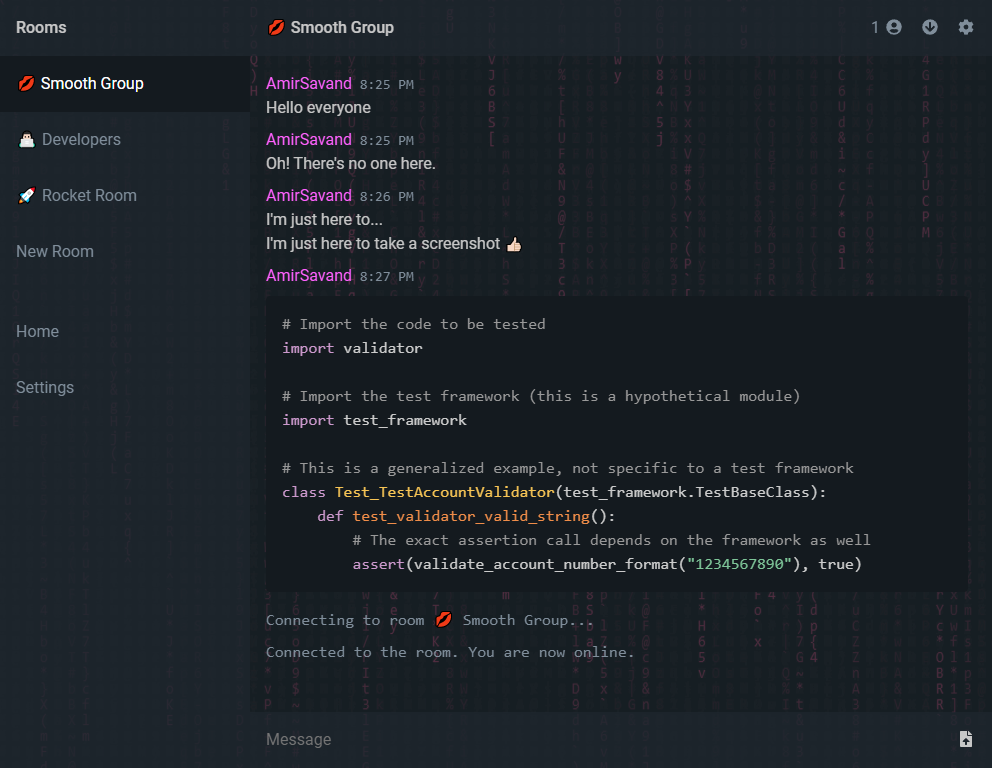 Rooms
💋 Smooth Group
Developers
🚀 Rocket Room
New Room
Home
Settings
💋 Smooth Group
1
AmirSavand 8:25 PM
Hello everyone
AmirSavand 8:25 PM
Oh! There's no one here.
AmirSavand 8:26 PM
I'm just here to...
I'm just here to take a screenshot 👍🏻
AmirSavand 8:27 PM
# Import the code to be tested
import validator
# Import the test framework (this is a hypothetical module)
import test_framework
# This is a generalized example, not specific to a test framework
class Test_TestAccountValidator(test_framework.TestBaseClass):
    def test_validator_valid_string():
        # The exact assertion call depends on the framework as well
        assert(validate_account_number_format("1234567890"), true)
Connecting to room 💋 Smooth Group...
Connected to the room. You are now online.
Message